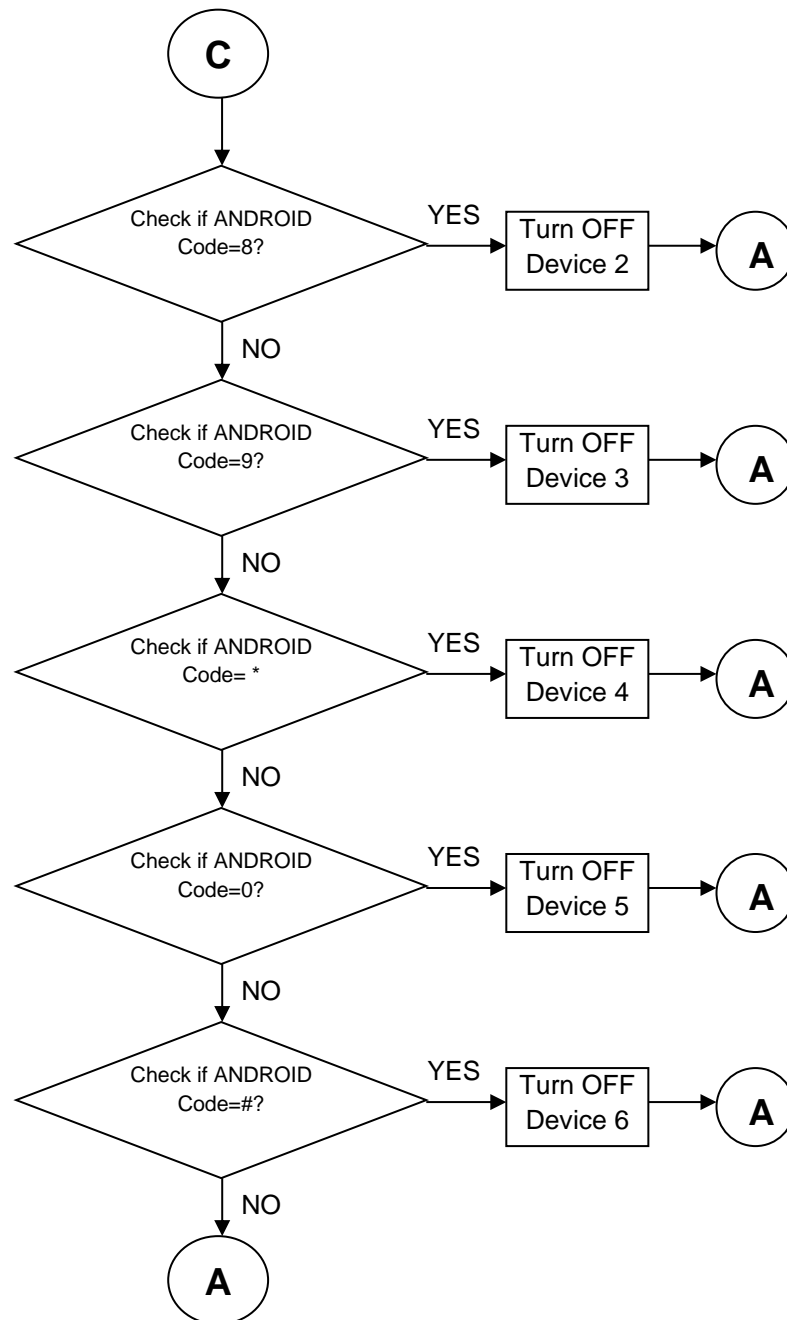 C
Check if ANDROID
Code=8?
YES
Turn OFF
Device 2
A
NO
Check if ANDROID
Code=9?
YES
Turn OFF
Device 3
A
NO
Check if ANDROID
Code= *
YES
Turn OFF
Device 4
A
NO
Check if ANDROID
Code=0?
YES
Turn OFF
Device 5
A
NO
Check if ANDROID
Code=#?
YES
Turn OFF
Device 6
A
NO
A